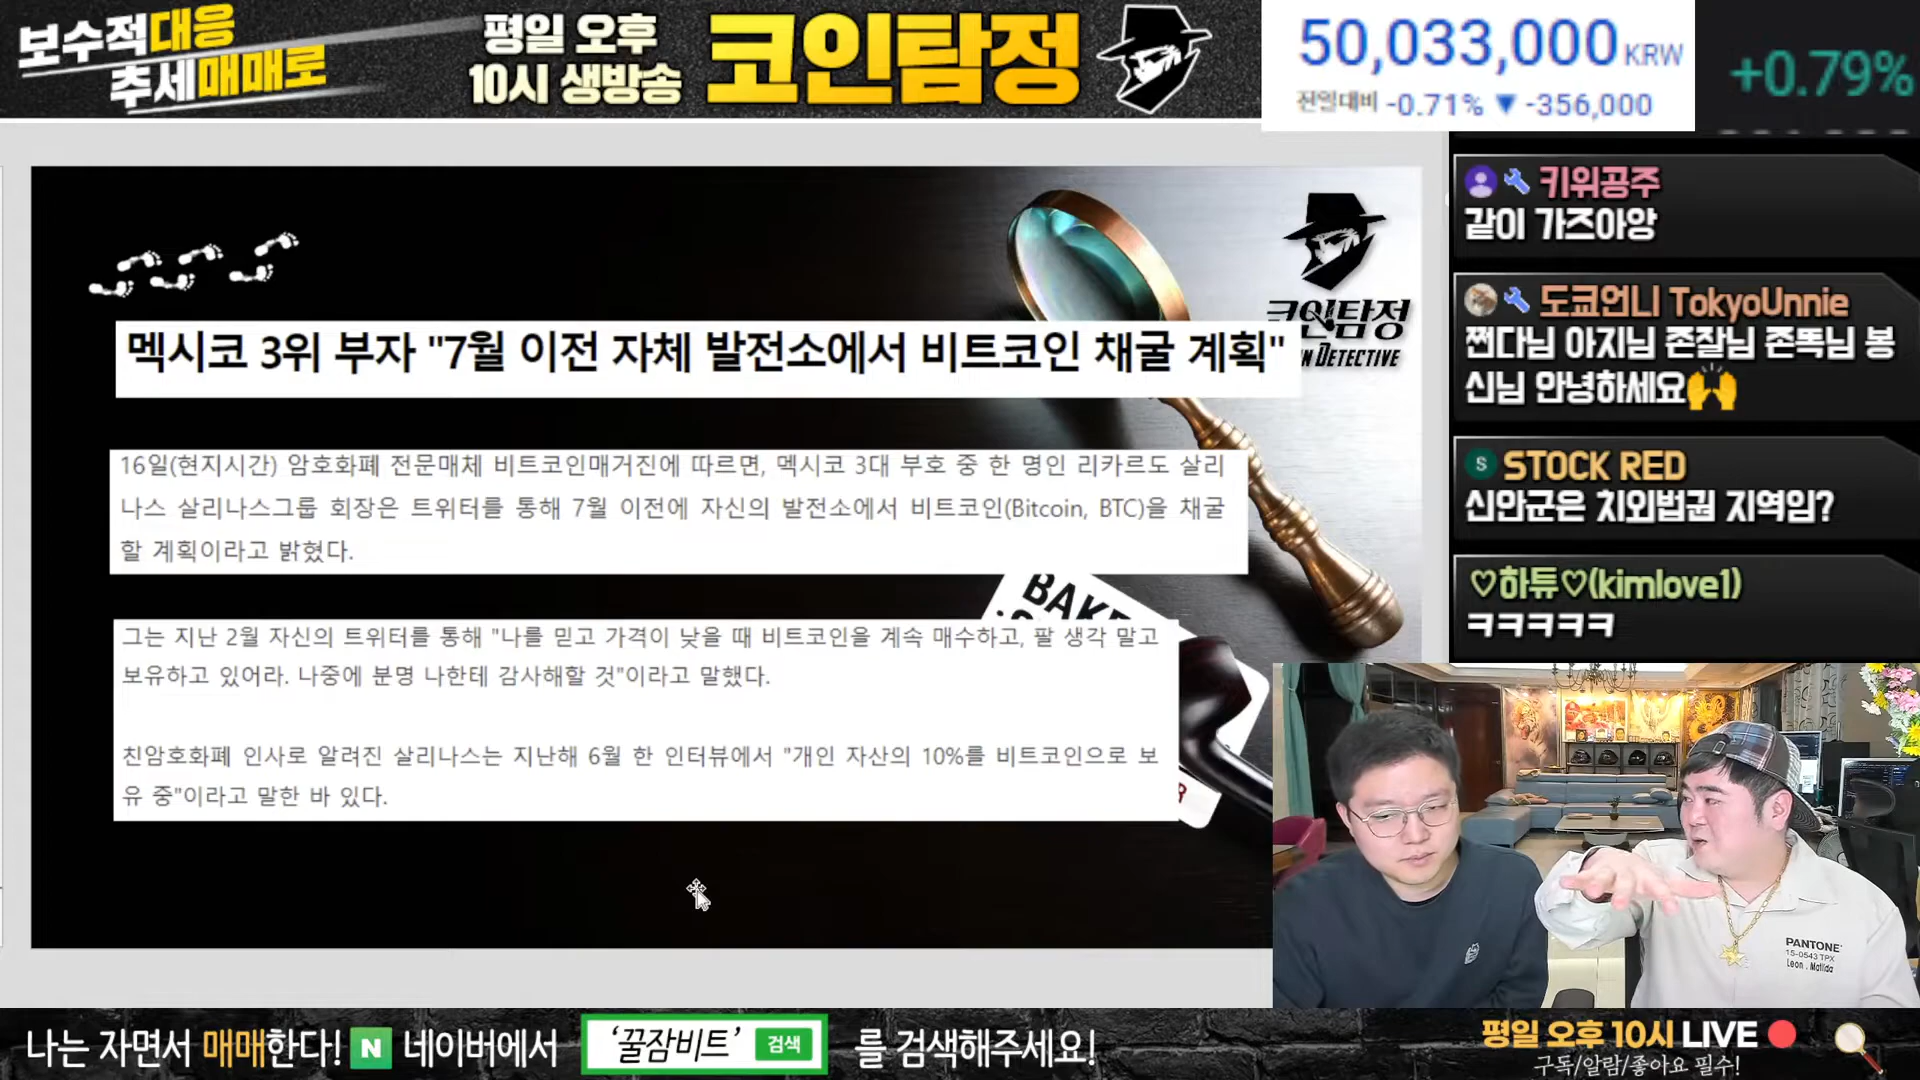 보수적대응
추세매매로
평일 오후
10시 생방송
코인탐정
50,033,000 KRW
전일대비 -0.71% ▼ -356,000
+0.79%
키위공주
같이 가즈아앙
도쿄언니 TokyoUnnie
쩐다님 아지님 존잘님 존똑님 봉
신님 안녕하세요🙌
S STOCK RED
신안군은 치외법권 지역임?
♡하튜♡(kimlove1)
ㅋㅋㅋㅋㅋ
코인탐정
DETECTIVE
멕시코 3위 부자 "7월 이전 자체 발전소에서 비트코인 채굴 계획"
16일(현지시간) 암호화폐 전문매체 비트코인매거진에 따르면, 멕시코 3대 부호 중 한 명인 리카르도 살리
나스 살리나스그룹 회장은 트위터를 통해 7월 이전에 자신의 발전소에서 비트코인(Bitcoin, BTC)을 채굴
할 계획이라고 밝혔다.
그는 지난 2월 자신의 트위터를 통해 "나를 믿고 가격이 낮을 때 비트코인을 계속 매수하고, 팔 생각 말고
보유하고 있어라. 나중에 분명 나한테 감사해할 것"이라고 말했다.
친암호화폐 인사로 알려진 살리나스는 지난해 6월 한 인터뷰에서 "개인 자산의 10%를 비트코인으로 보
유 중"이라고 말한 바 있다.
PANTONE
15-0543 TPX
Leon . Matilda
나는 자면서 매매한다! N 네이버에서 '꿀잠비트' 검색 를 검색해주세요!
평일 오후 10시 LIVE
구독/알람/좋아요 필수!